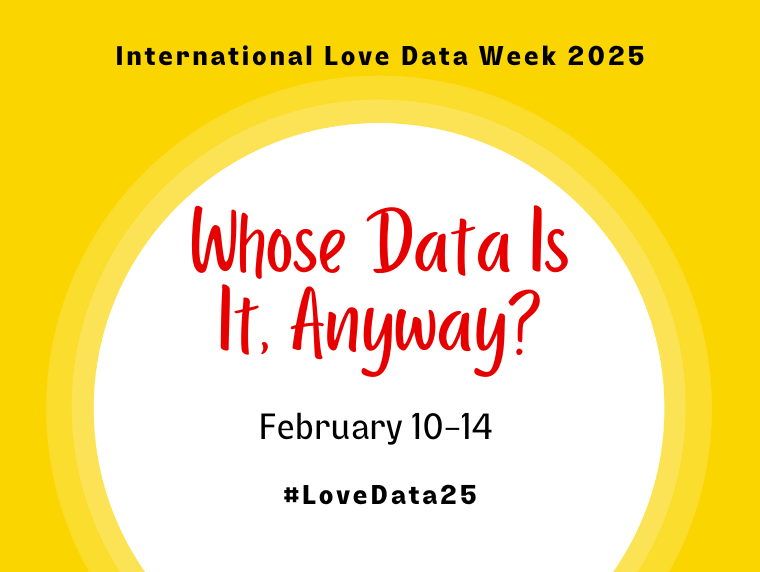 International Love Data Week 2025
Whose Data Is
It, Anyway?
February 10–14
#LoveData25